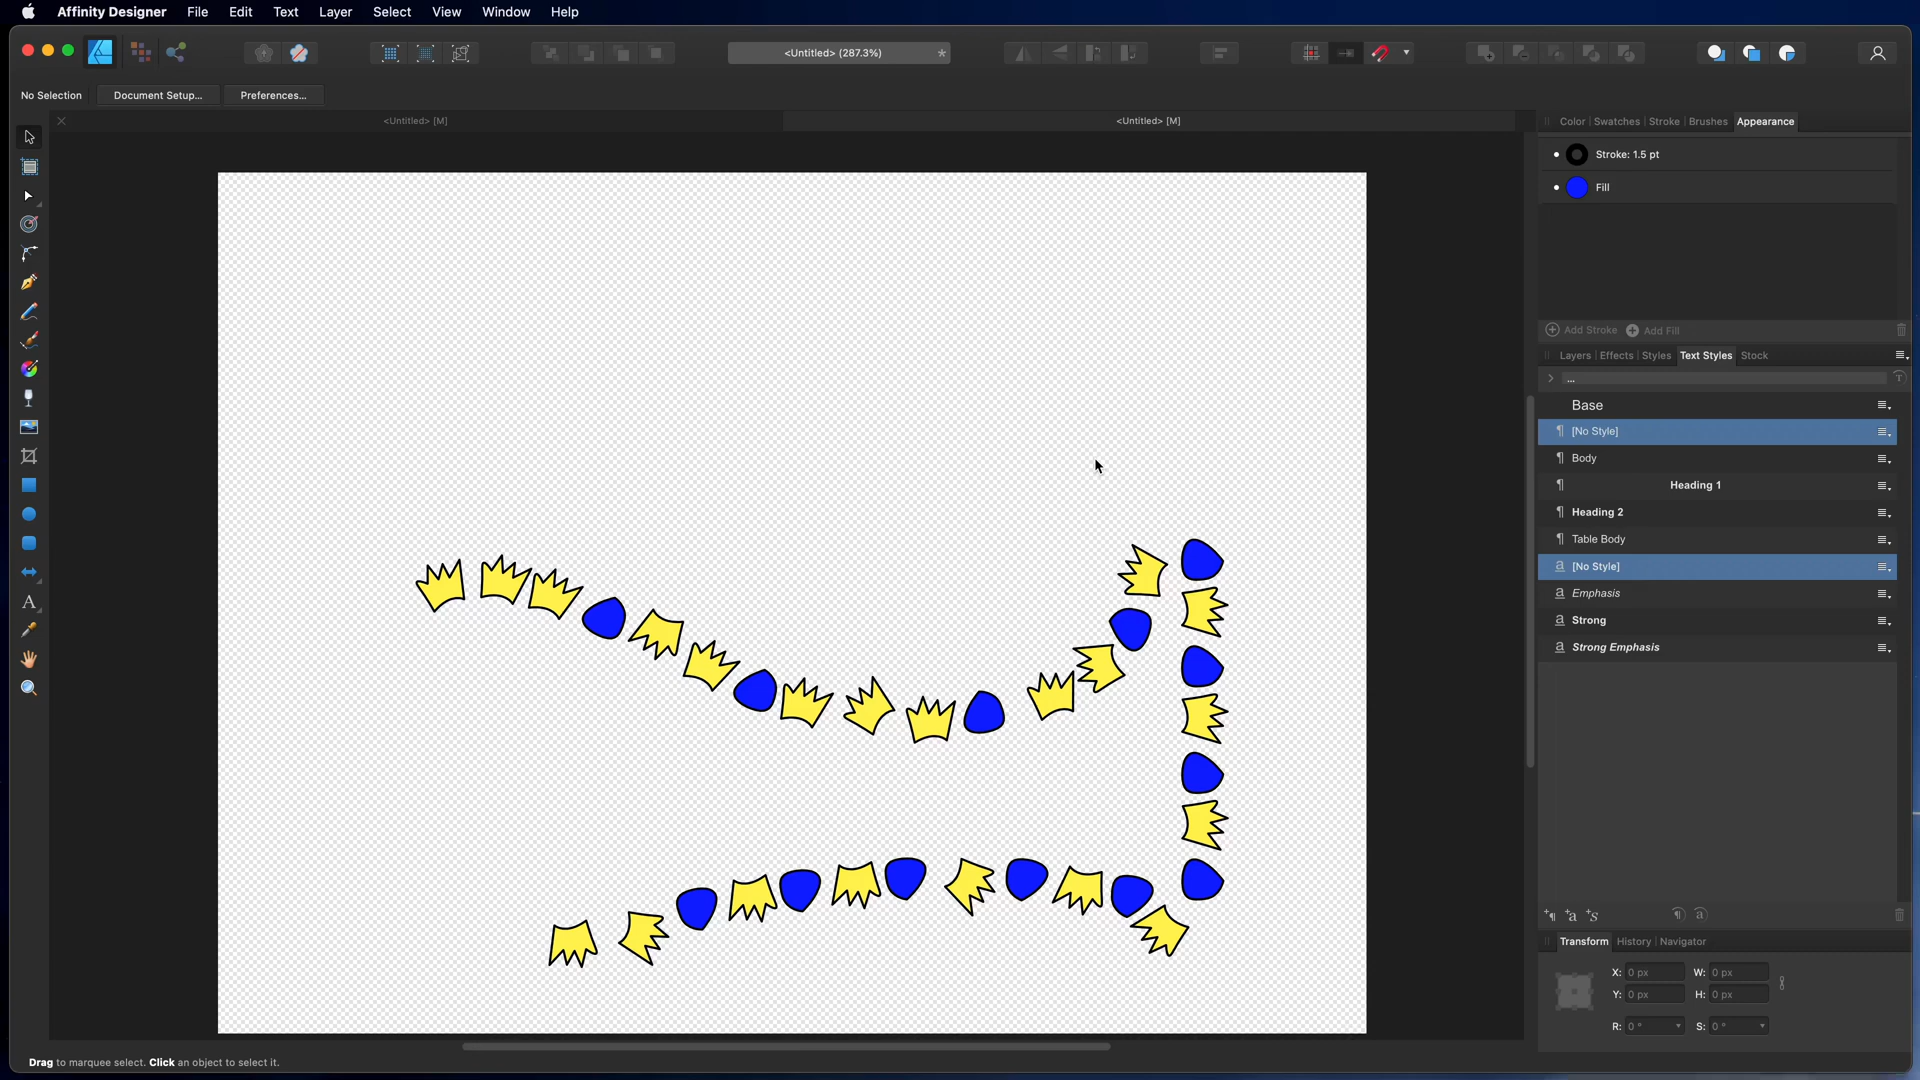 Affinity Designer File Edit Text Layer Select View Window Help
<Untitled> (287.3%) *
No Selection Document Setup... Preferences...
<Untitled> [M] <Untitled> [M]
Color Swatches Stroke Brushes Appearance
Stroke: 1.5 pt
Fill
Add Stroke Add Fill
Layers Effects Styles Text Styles Stock
...
Base
[No Style]
Body
Heading 1
Heading 2
Table Body
a [No Style]
a Emphasis
a Strong
a Strong Emphasis
Transform History Navigator
X: 0 px W: 0 px
Y: 0 px H: 0 px
R: 0 ° S: 0 °
Drag to marquee select. Click an object to select it.